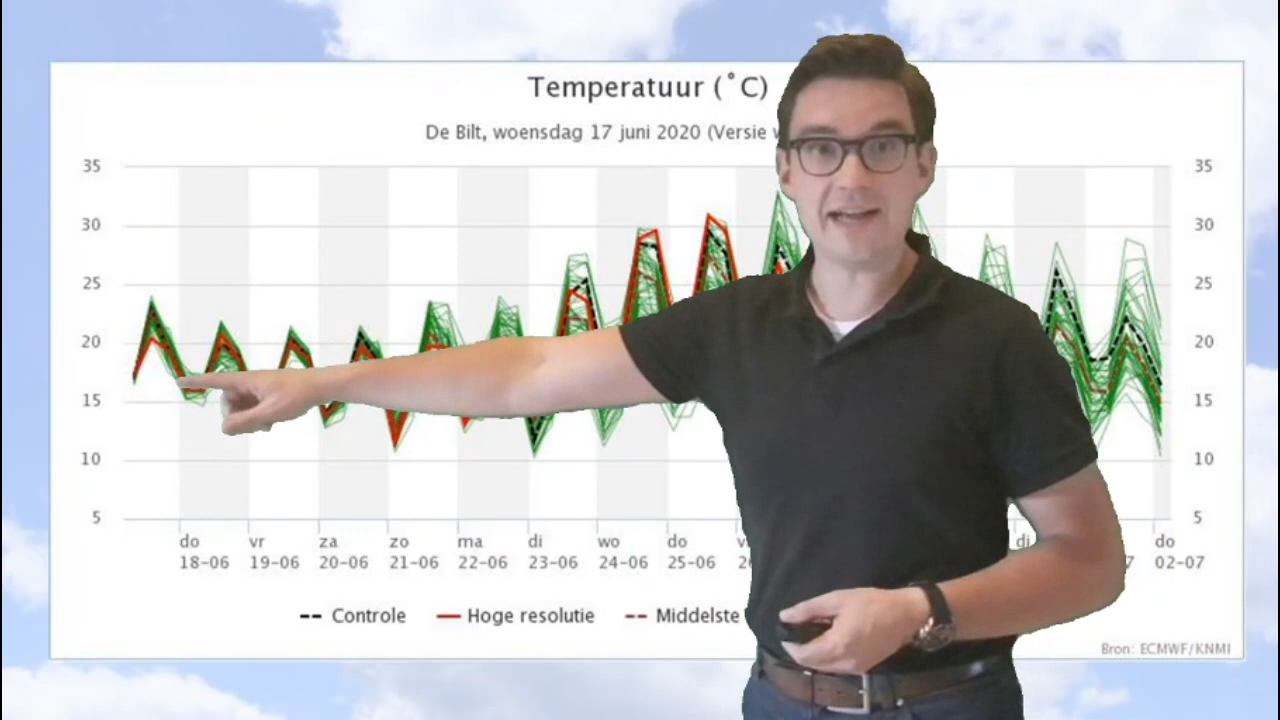 Temperatuur (˚C)
De Bilt, woensdag 17 juni 2020 (Versie
35 35
30 30
25 25
20 20
15 15
10 10
5 5
do vr za zo ma di wo do di do
18-06 19-06 20-06 21-06 22-06 23-06 24-06 25-06 02-07
Controle Hoge resolutie Middelste
Bron: ECMWF/KNMI